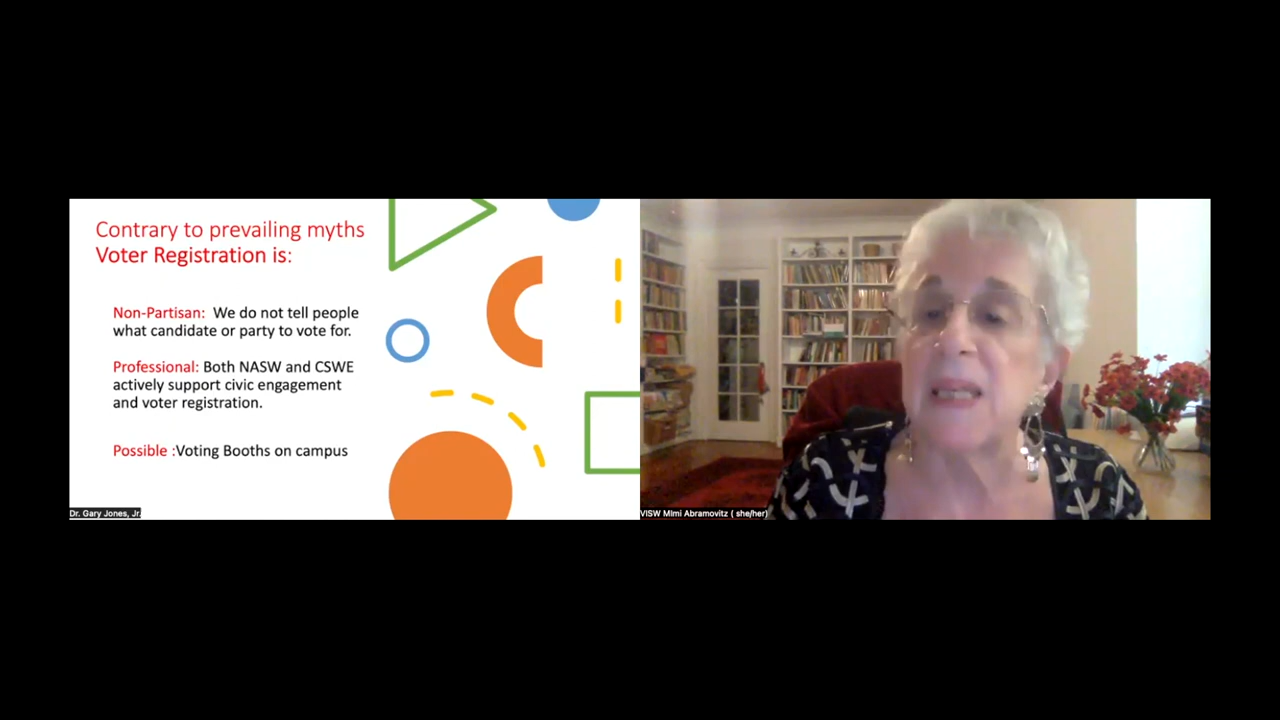 Contrary to prevailing myths
Voter Registration is:
Non-Partisan: We do not tell people
what candidate or party to vote for.
Professional: Both NASW and CSWE
actively support civic engagement
and voter registration.
Possible :Voting Booths on campus
Dr. Gary Jones, Jr.
VISW MImi Abramovitz ( she/her)